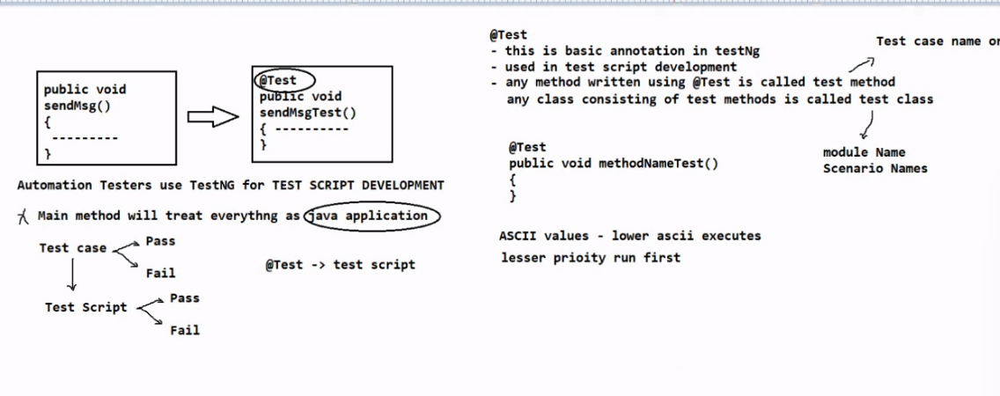 public void
sendMsg()
{
---------
}
@Test
public void
sendMsgTest()
{ ----------
}
Automation Testers use TestNG for TEST SCRIPT DEVELOPMENT
Main method will treat everythng as java application
Test case
Pass
Fail
@Test -> test script
Test Script
Pass
Fail
@Test
- this is basic annotation in testNg
- used in test script development
- any method written using @Test is called test method
any class consisting of test methods is called test class
Test case name or
module Name
Scenario Names
@Test
public void methodNameTest()
{
}
ASCII values - lower ascii executes
lesser prioity run first